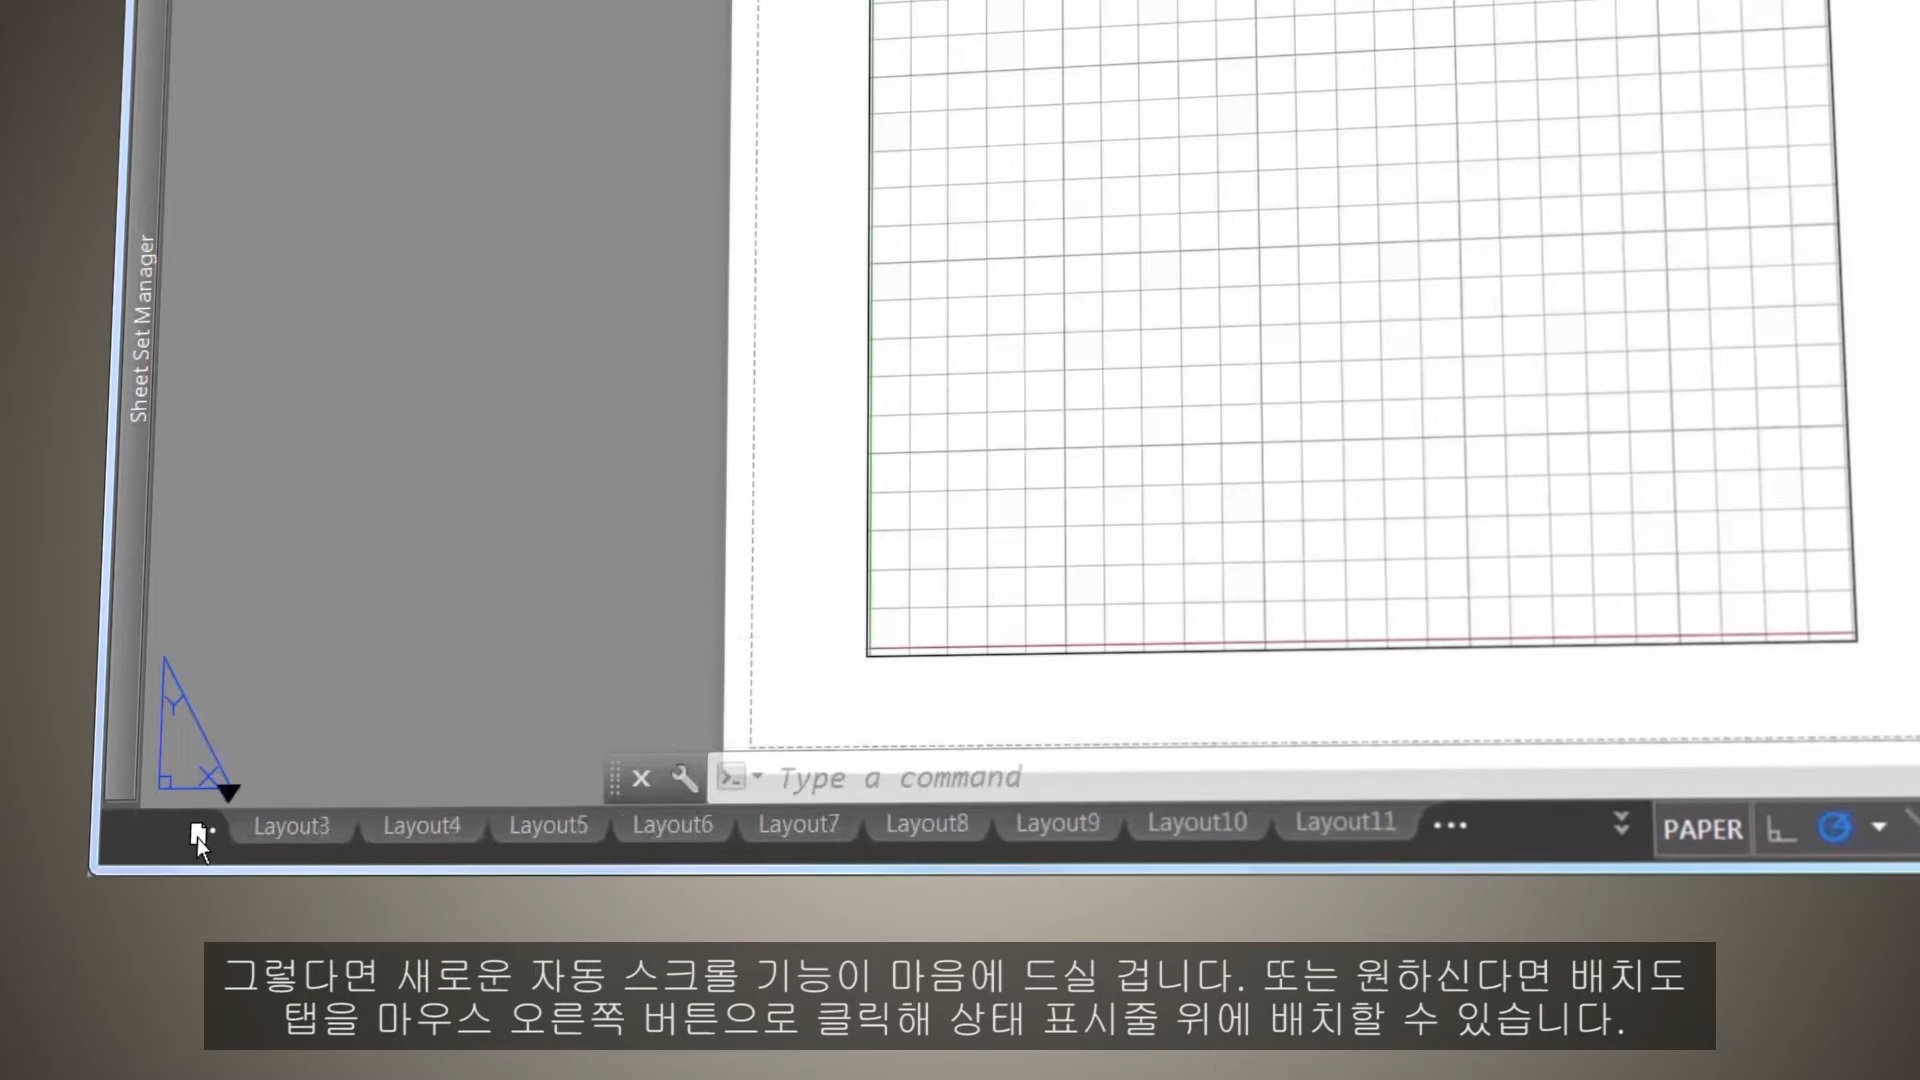 Sheet Set Manager
Y
X
Type a command
Layout3 Layout4 Layout5 Layout6 Layout7 Layout8 Layout9 Layout10 Layout11 ••• PAPER
그렇다면 새로운 자동 스크롤 기능이 마음에 드실 겁니다. 또는 원하신다면 배치도
탭을 마우스 오른쪽 버튼으로 클릭해 상태 표시줄 위에 배치할 수 있습니다.